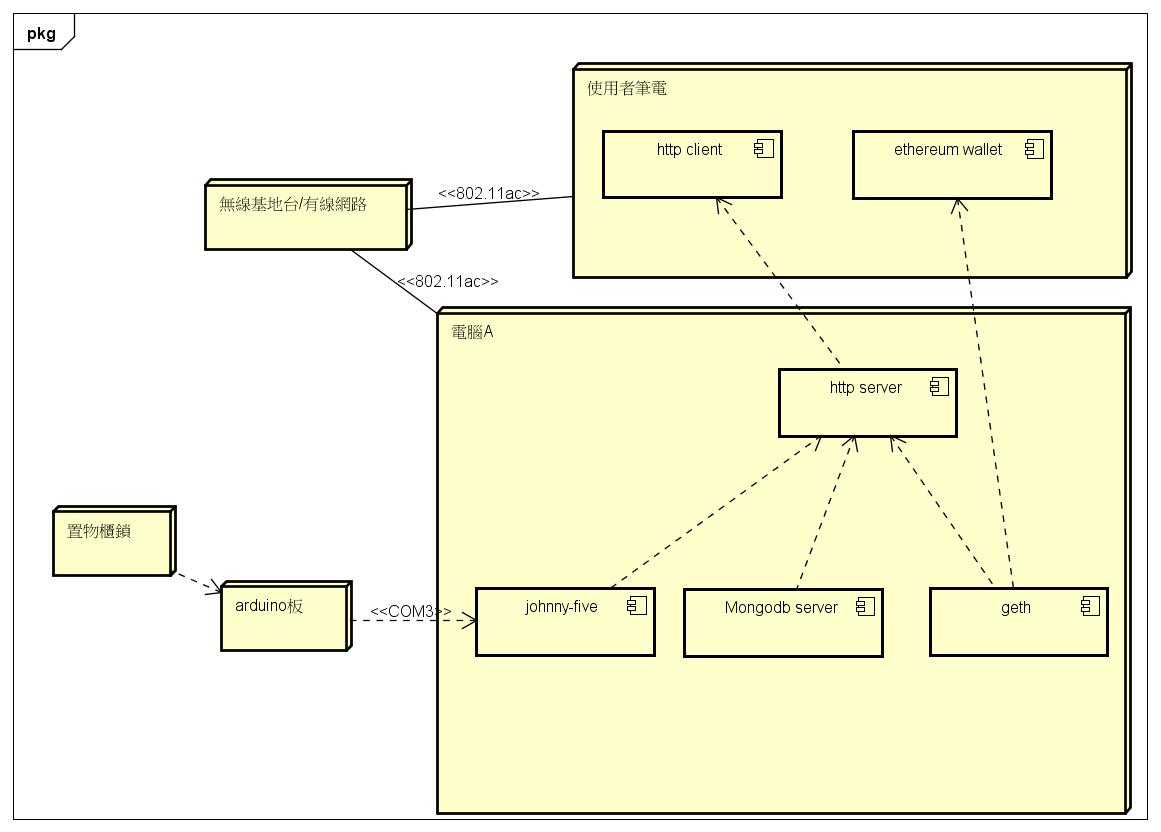 pkg
使用者筆電
http client
ethereum wallet
無線基地台/有線網路
<<802.11ac>>
<<802.11ac>>
電腦A
http server
置物櫃鎖
arduino板
<<COM3>>
johnny-five
Mongodb server
geth